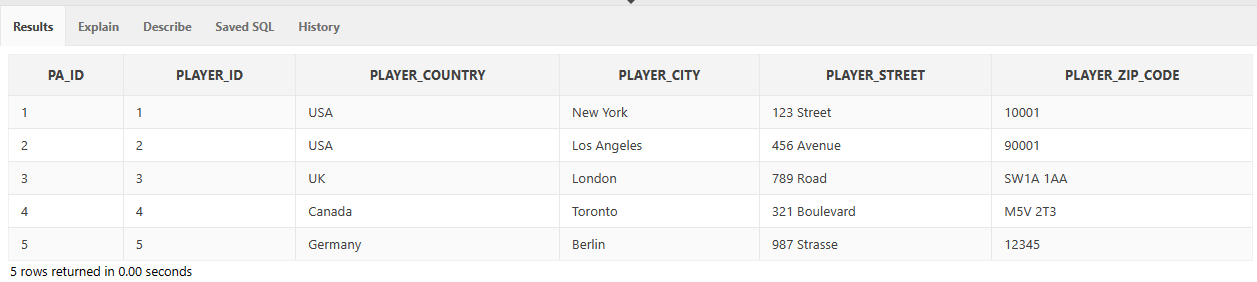 Results Explain Describe Saved SQL History
PA_ID PLAYER_ID PLAYER_COUNTRY PLAYER_CITY PLAYER_STREET PLAYER_ZIP_CODE
1 1 USA New York 123 Street 10001
2 2 USA Los Angeles 456 Avenue 90001
3 3 UK London 789 Road SW1A 1AA
4 4 Canada Toronto 321 Boulevard M5V 2T3
5 5 Germany Berlin 987 Strasse 12345
5 rows returned in 0.00 seconds